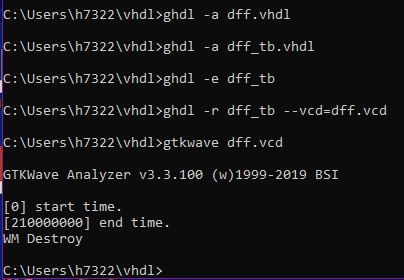 C:\Users\h7322\vhdl>ghdl -a dff.vhdl
C:\Users\h7322\vhdl>ghdl -a dff_tb.vhdl
C:\Users\h7322\vhdl>ghdl -e dff_tb
C:\Users\h7322\vhdl>ghdl -r dff_tb --vcd=dff.vcd
C:\Users\h7322\vhdl>gtkwave dff.vcd
GTKWave Analyzer v3.3.100 (w)1999-2019 BSI
[0] start time.
[210000000] end time.
WM Destroy
C:\Users\h7322\vhdl>